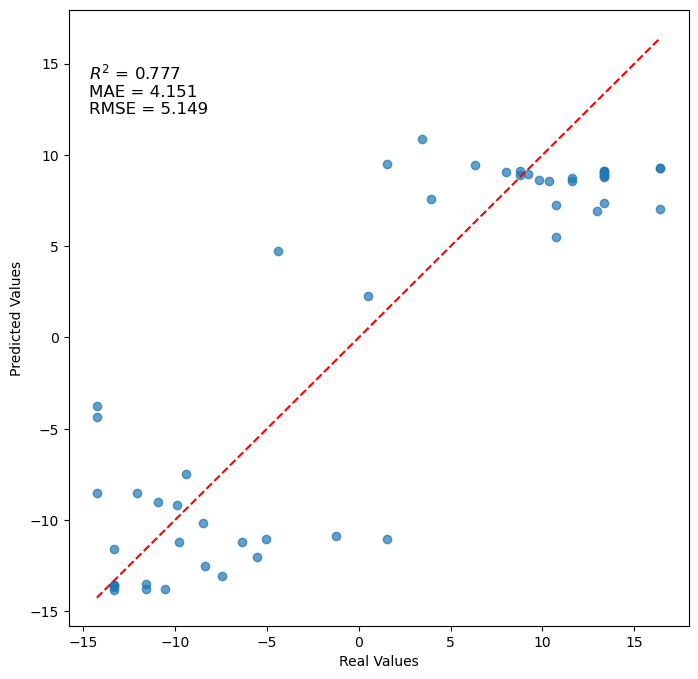 R² = 0.777
MAE = 4.151
RMSE = 5.149
15
10
5
0
−5
−10
−15
Predicted Values
−15 −10 −5 0 5 10 15
Real Values